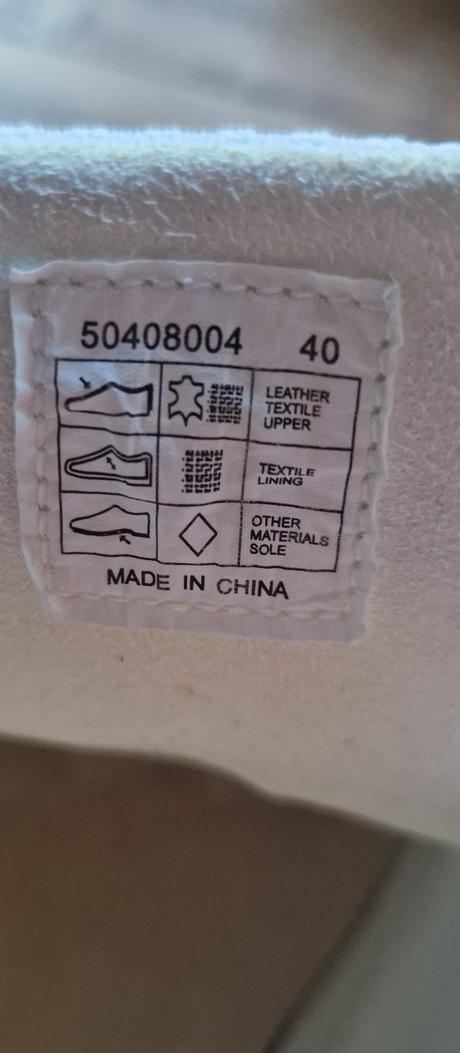 50408004 40
LEATHER
TEXTILE
UPPER
TEXTILE
LINING
OTHER
MATERIALS
SOLE
MADE IN CHINA